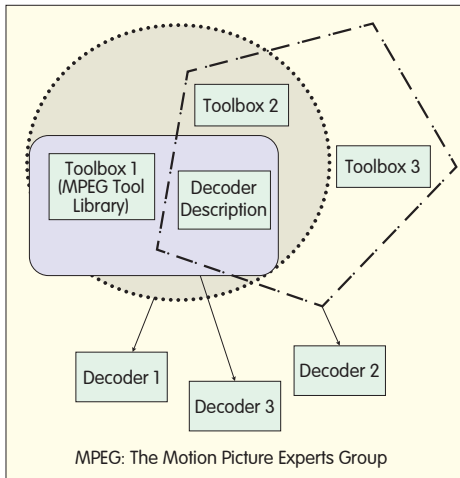 Toolbox 2
Toolbox 1
(MPEG Tool
Library)
Toolbox 3
Decoder
Description
Decoder 1
Decoder 2
Decoder 3
MPEG: The Motion Picture Experts Group